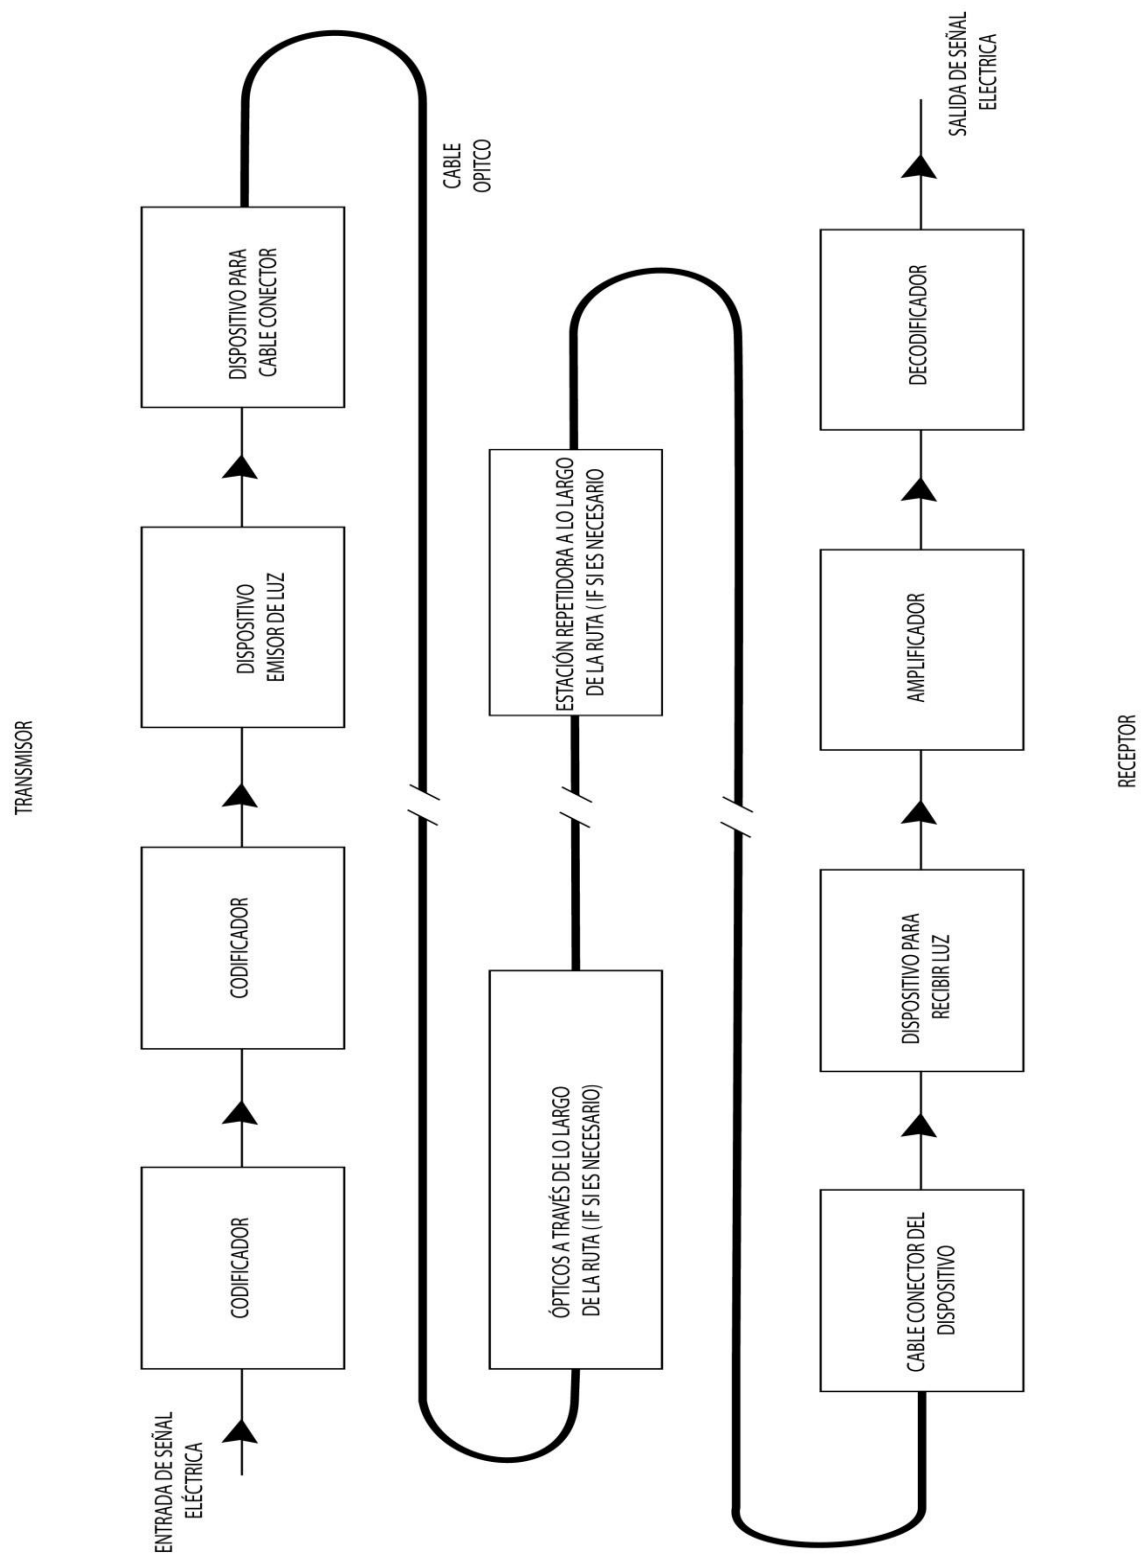 TRANSMISOR
ENTRADA DE SEÑAL
ELÉCTRICA
CODIFICADOR
CODIFICADOR
DISPOSITIVO
EMISOR DE LUZ
DISPOSITIVO PARA
CABLE CONECTOR
CABLE
OPITCO
ÓPTICOS A TRAVÉS DE LO LARGO
DE LA RUTA ( IF SI ES NECESARIO)
ESTACIÓN REPETIDORA A LO LARGO
DE LA RUTA ( IF SI ES NECESARIO
CABLE CONECTOR DEL
DISPOSITIVO
DISPOSITIVO PARA
RECIBIR LUZ
AMPLIFICADOR
DECODIFICADOR
SALIDA DE SEÑAL
ELECTRICA
RECEPTOR